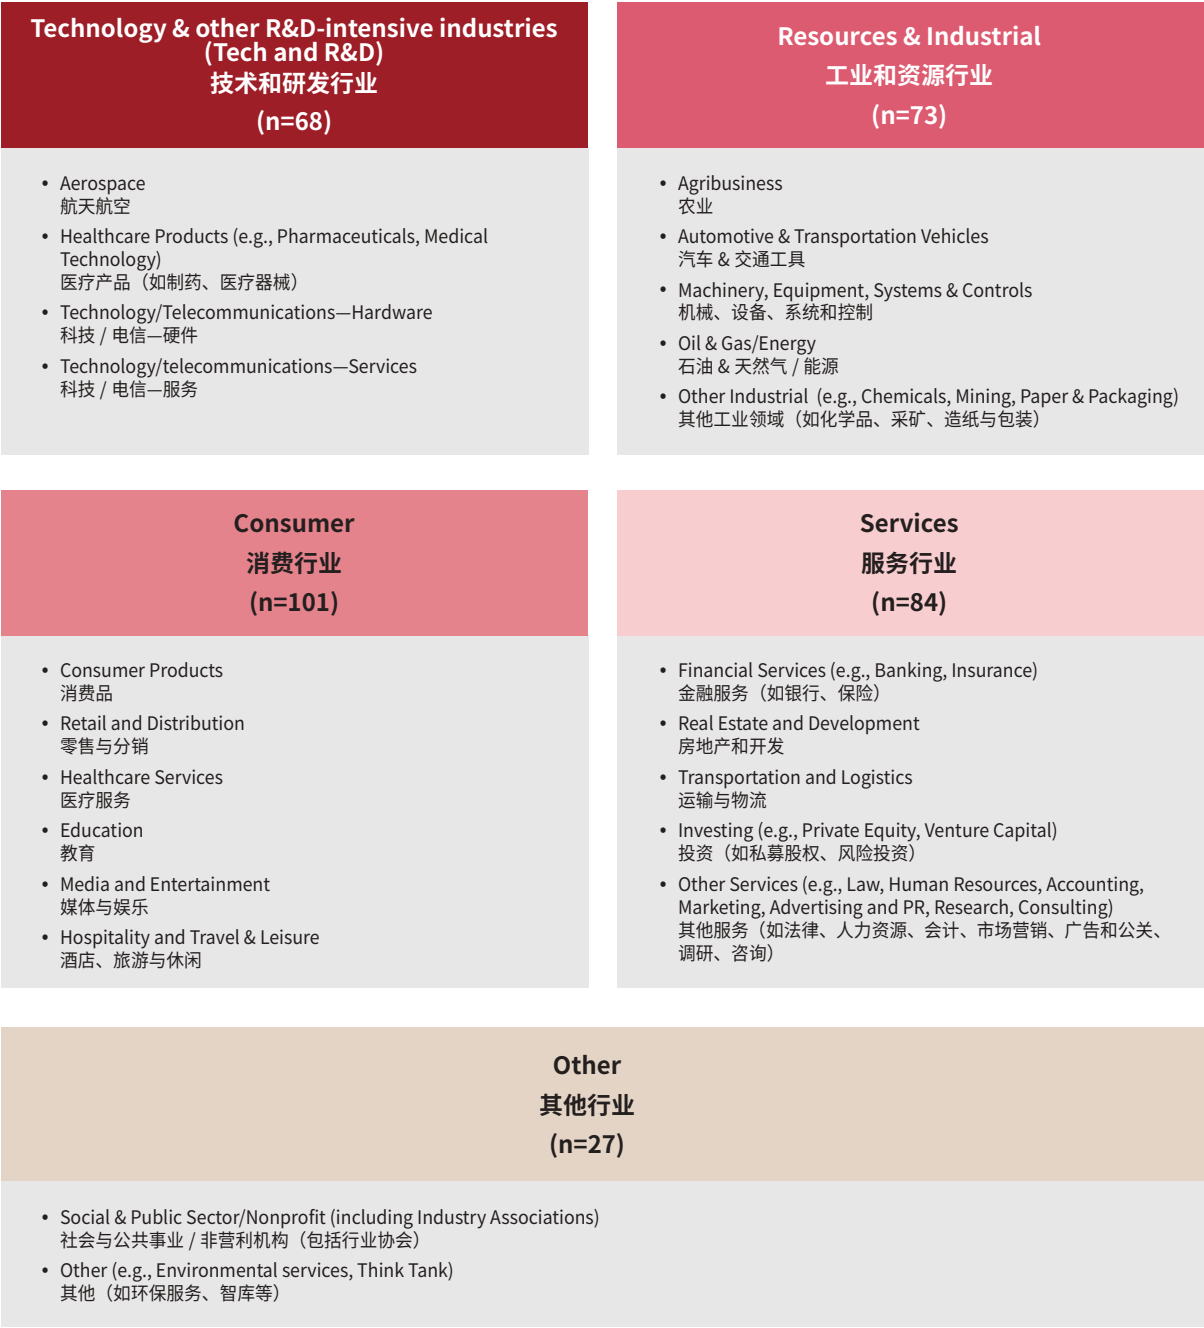 Technology & other R&D-intensive industries
(Tech and R&D)
技术和研发行业
(n=68)
• Aerospace
航天航空
• Healthcare Products (e.g., Pharmaceuticals, Medical
Technology)
医疗产品（如制药、医疗器械）
• Technology/Telecommunications—Hardware
科技 / 电信—硬件
• Technology/telecommunications—Services
科技 / 电信—服务
Resources & Industrial
工业和资源行业
(n=73)
• Agribusiness
农业
• Automotive & Transportation Vehicles
汽车 & 交通工具
• Machinery, Equipment, Systems & Controls
机械、设备、系统和控制
• Oil & Gas/Energy
石油 & 天然气 / 能源
• Other Industrial (e.g., Chemicals, Mining, Paper & Packaging)
其他工业领域（如化学品、采矿、造纸与包装）
Consumer
消费行业
(n=101)
• Consumer Products
消费品
• Retail and Distribution
零售与分销
• Healthcare Services
医疗服务
• Education
教育
• Media and Entertainment
媒体与娱乐
• Hospitality and Travel & Leisure
酒店、旅游与休闲
Services
服务行业
(n=84)
• Financial Services (e.g., Banking, Insurance)
金融服务（如银行、保险）
• Real Estate and Development
房地产和开发
• Transportation and Logistics
运输与物流
• Investing (e.g., Private Equity, Venture Capital)
投资（如私募股权、风险投资）
• Other Services (e.g., Law, Human Resources, Accounting,
Marketing, Advertising and PR, Research, Consulting)
其他服务（如法律、人力资源、会计、市场营销、广告和公关、
调研、咨询）
Other
其他行业
(n=27)
• Social & Public Sector/Nonprofit (including Industry Associations)
社会与公共事业 / 非营利机构（包括行业协会）
• Other (e.g., Environmental services, Think Tank)
其他（如环保服务、智库等）